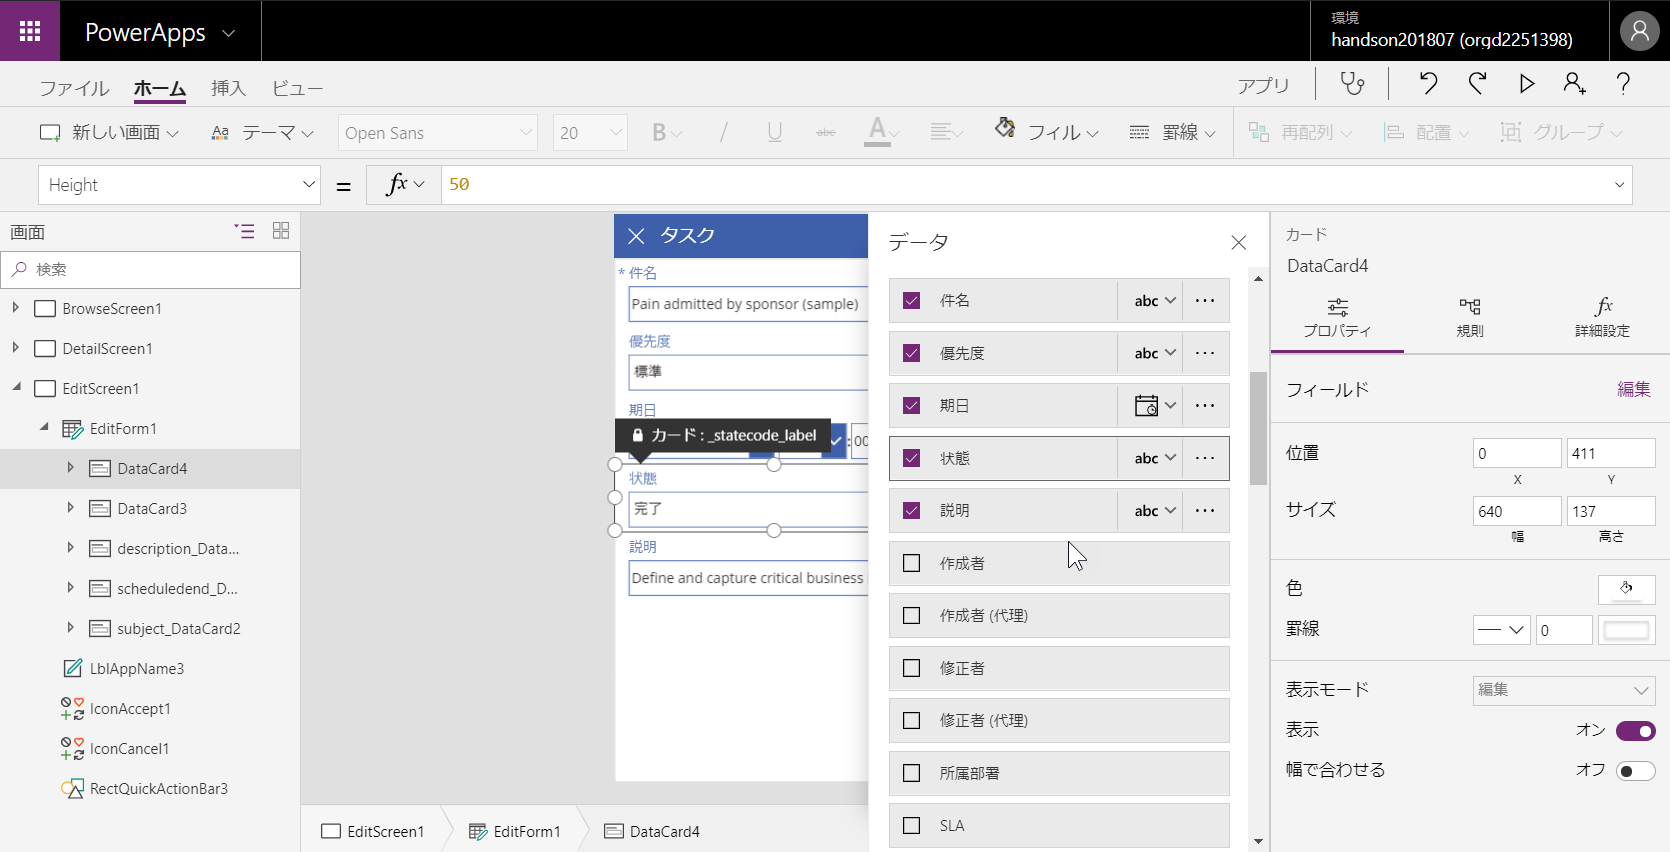 PowerApps
環境
handson201807 (orgd2251398)
ファイル ホーム 挿入 ビュー アプリ
新しい画面 テーマ Open Sans 20 B / U abc A フィル 罫線 再配列 配置 グループ
Height = fx 50
画面
検索
BrowseScreen1
DetailScreen1
EditScreen1
EditForm1
DataCard4
DataCard3
description_Data...
scheduledend_D...
subject_DataCard2
LblAppName3
IconAccept1
IconCancel1
RectQuickActionBar3
タスク
* 件名
Pain admitted by sponsor (sample)
優先度
標準
期日
カード : _statecode_label
: 00
状態
完了
説明
Define and capture critical business
EditScreen1 EditForm1 DataCard4
データ
件名 abc ...
優先度 abc ...
期日 ...
状態 abc ...
説明 abc ...
作成者
作成者 (代理)
修正者
修正者 (代理)
所属部署
SLA
カード
DataCard4
プロパティ 規則 fx 詳細設定
フィールド 編集
位置 0 411
X Y
サイズ 640 137
幅 高さ
色
罫線 0
表示モード 編集
表示 オン
幅で合わせる オフ